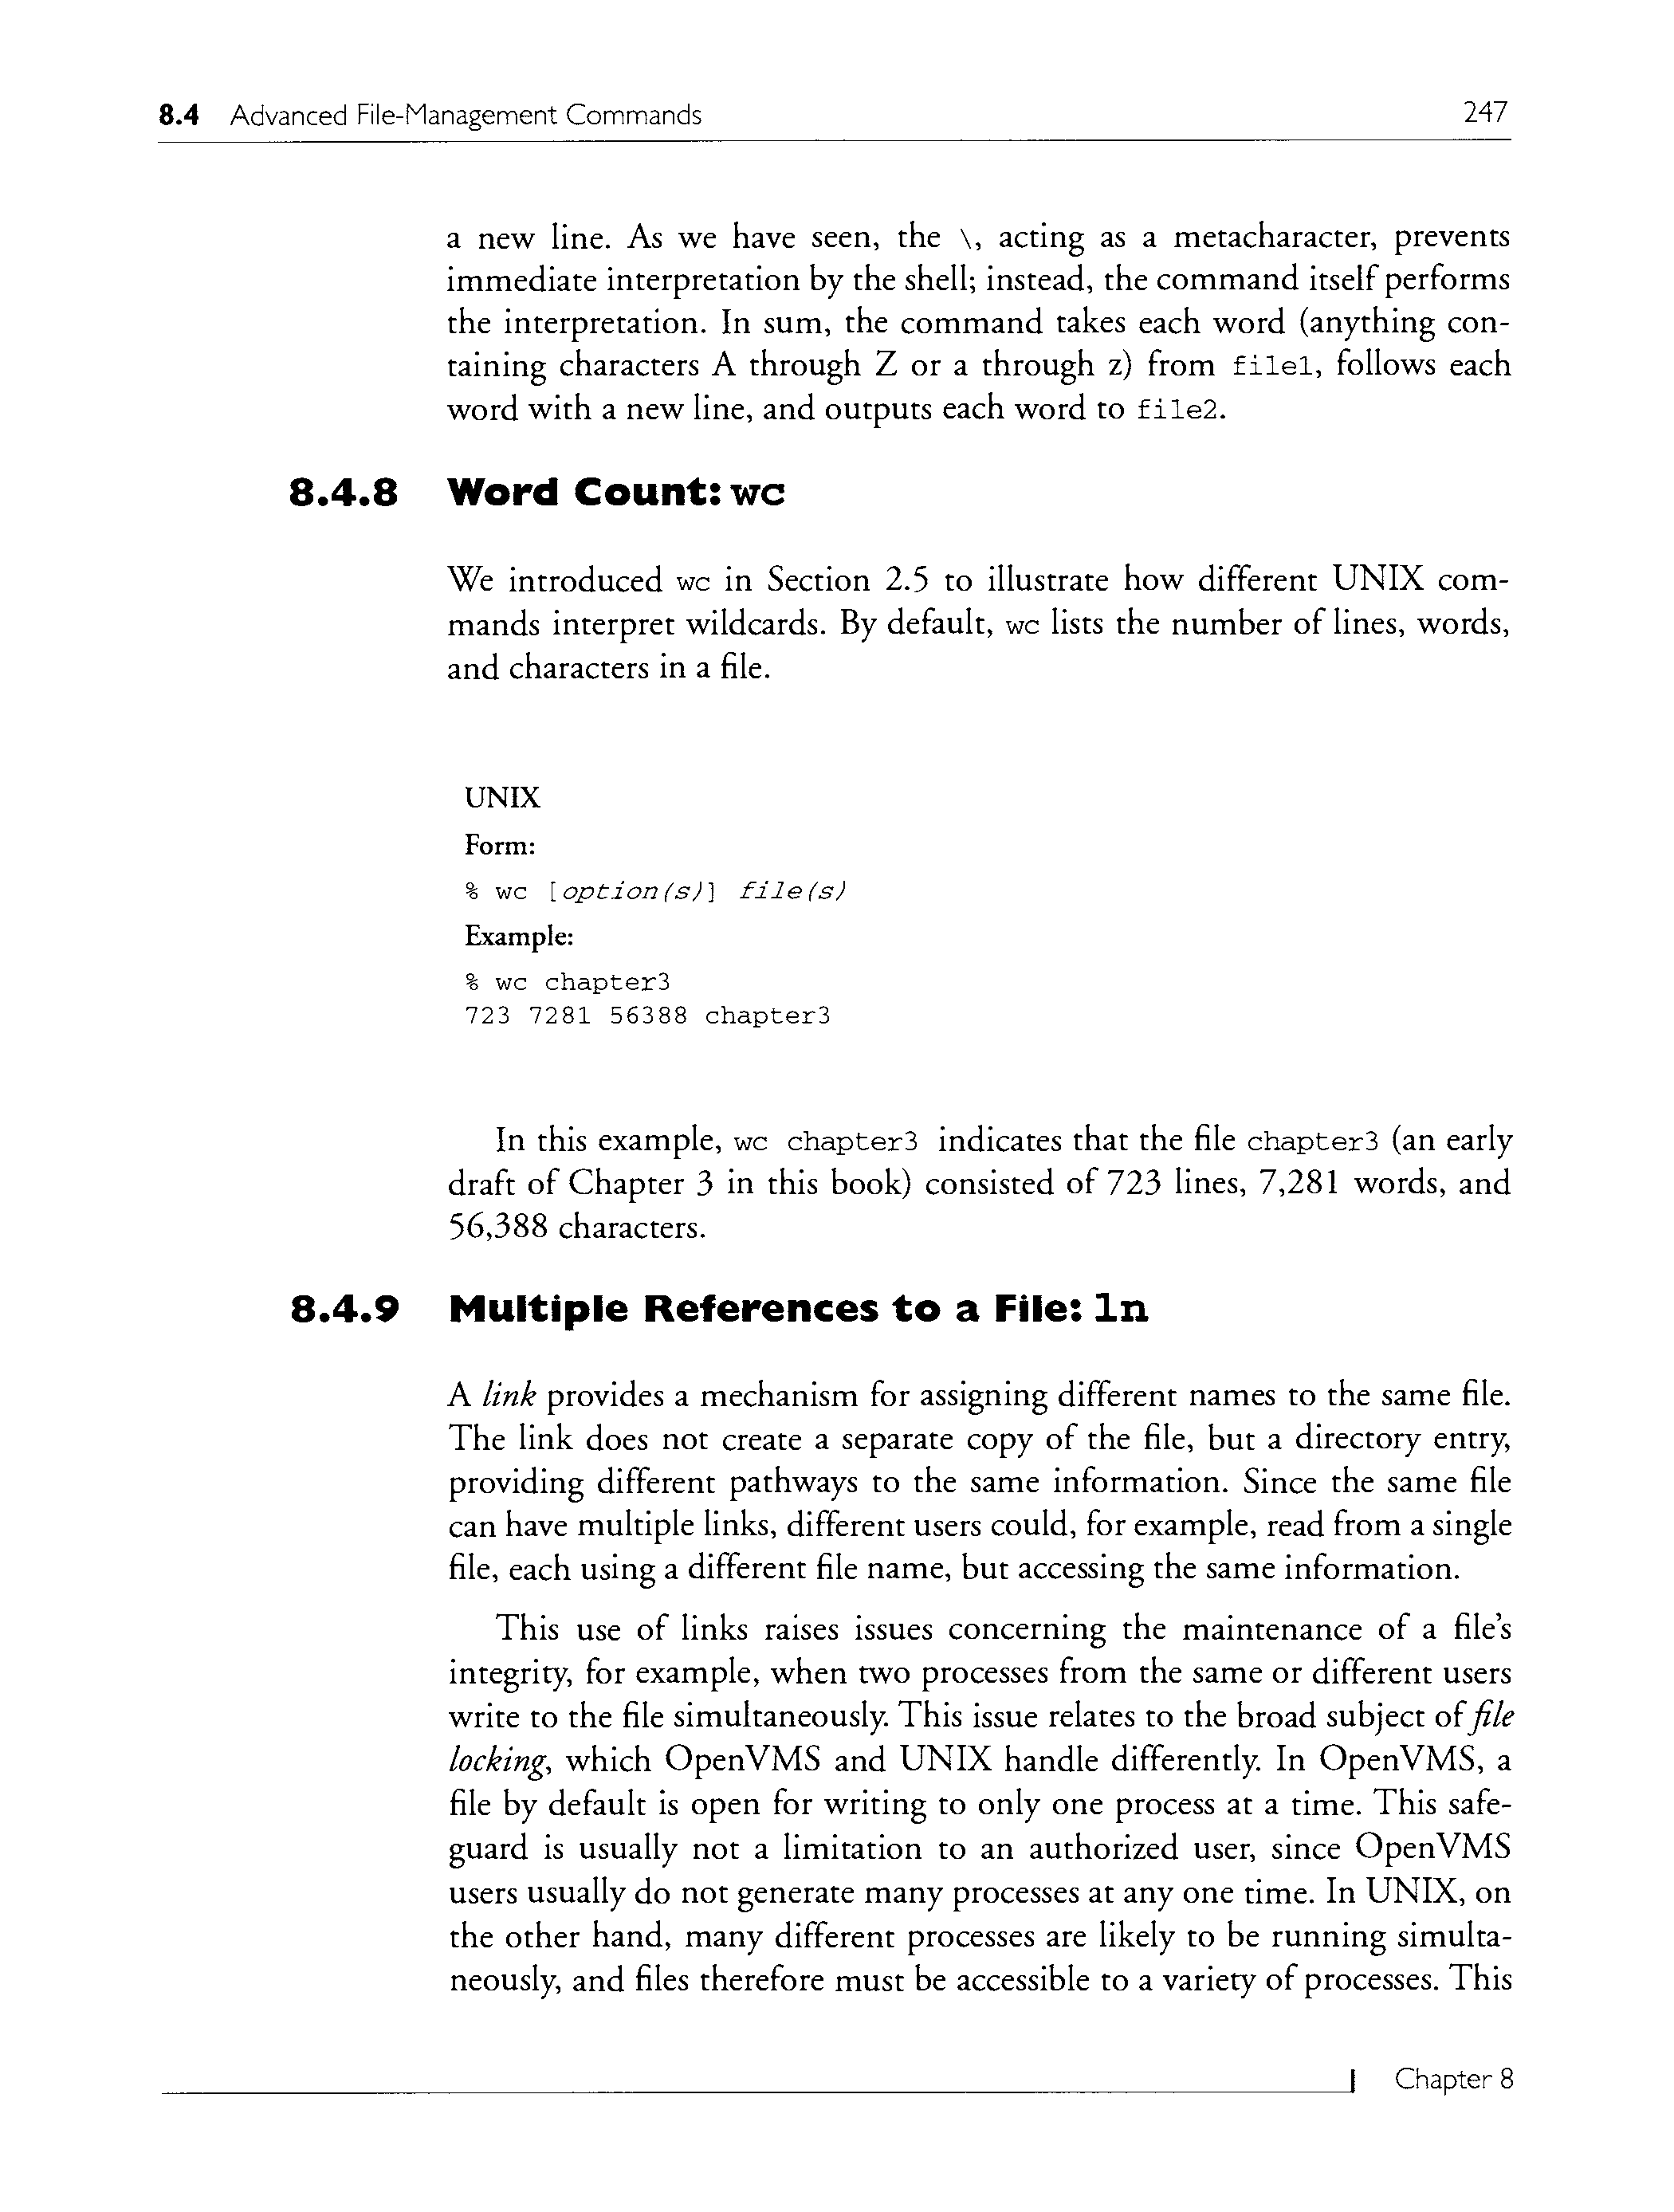 8.4 Advanced File-Management Commands 247
a new line. As we have seen, the \, acting as a metacharacter, prevents
immediate interpretation by the shell; instead, the command itself performs
the interpretation. In sum, the command takes each word (anything con-
taining characters A through Z or a through z) from file1, follows each
word with a new line, and outputs each word to file2.
8.4.8 Word Count: wc
We introduced wc in Section 2.5 to illustrate how different UNIX com-
mands interpret wildcards. By default, wc lists the number of lines, words,
and characters in a file.
UNIX
Form:
% wc [option(s)] file(s)
Example:
% wc chapter3
723 7281 56388 chapter3
In this example, wc chapter3 indicates that the file chapter3 (an early
draft of Chapter 3 in this book) consisted of 723 lines, 7,281 words, and
56,388 characters.
8.4.9 Multiple References to a File: ln
A link provides a mechanism for assigning different names to the same file.
The link does not create a separate copy of the file, but a directory entry,
providing different pathways to the same information. Since the same file
can have multiple links, different users could, for example, read from a single
file, each using a different file name, but accessing the same information.
This use of links raises issues concerning the maintenance of a file's
integrity, for example, when two processes from the same or different users
write to the file simultaneously. This issue relates to the broad subject of file
locking, which OpenVMS and UNIX handle differently. In OpenVMS, a
file by default is open for writing to only one process at a time. This safe-
guard is usually not a limitation to an authorized user, since OpenVMS
users usually do not generate many processes at any one time. In UNIX, on
the other hand, many different processes are likely to be running simulta-
neously, and files therefore must be accessible to a variety of processes. This
Chapter 8